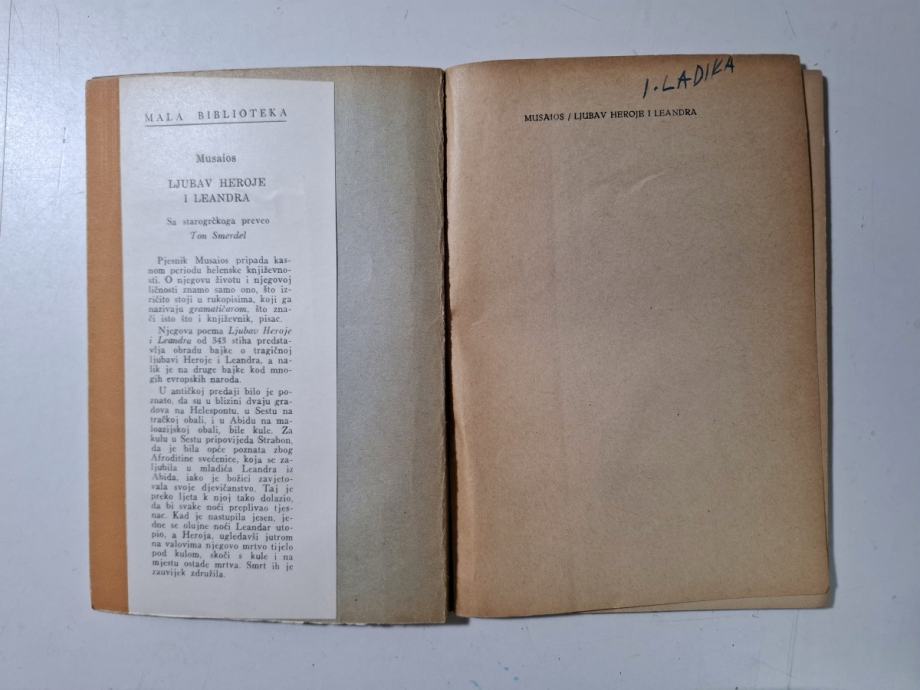 MALA BIBLIOTEKA
Musaios
LJUBAV HEROJE
I LEANDRA
Sa starogrčkoga preveo
Ton Smerdel
Pjesnik Musaios pripada kas-
nom periodu helenske književno-
sti. O njegovu životu i njegovoj
ličnosti znamo samo ono, što iz-
ričito stoji u rukopisima, koji ga
nazivaju gramatičarom, što zna-
či isto što i književnik, pisac.
Njegova poema Ljubav Heroje
i Leandra od 343 stiha predsta-
vlja obradu bajke o tragičnoj
ljubavi Heroje i Leandra, a na-
lik je na druge bajke kod mno-
gih evropskih naroda.
U antičkoj predaji bilo je po-
znato, da su u blizini dvaju gra-
dova na Helespontu, u Sestu na
tračkoj obali, i u Abidu na ma-
loazijskoj obali, bile kule. Za
kulu u Sestu pripovijeda Strabon,
da je bila opće poznata zbog
Afroditine svećenice, koja se za-
ljubila u mladića Leandra iz
Abida, iako je božici zavjeto-
vala svoje djevičanstvo. Taj je
preko ljeta k njoj tako dolazio,
da bi svake noći preplivao tjes-
nac. Kad je nastupila jesen, je-
dne se olujne noći Leandar uto-
pio, a Heroja, ugledavši jutrom
na valovima njegovo mrtvo tijelo
pod kulom, skoči s kule i na
mjestu ostade mrtva. Smrt ih je
zauvijek združila.
I. LADIKA
MUSAIOS / LJUBAV HEROJE I LEANDRA